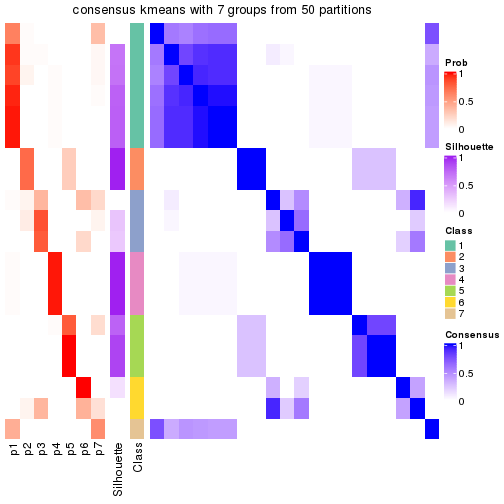 consensus kmeans with 7 groups from 50 partitions
Prob
1
0.5
0
Silhouette
1
0.5
0
Class
1
2
3
4
5
6
7
Consensus
1
0.5
0
p1
p2
p3
p4
p5
p6
p7
Silhouette
Class